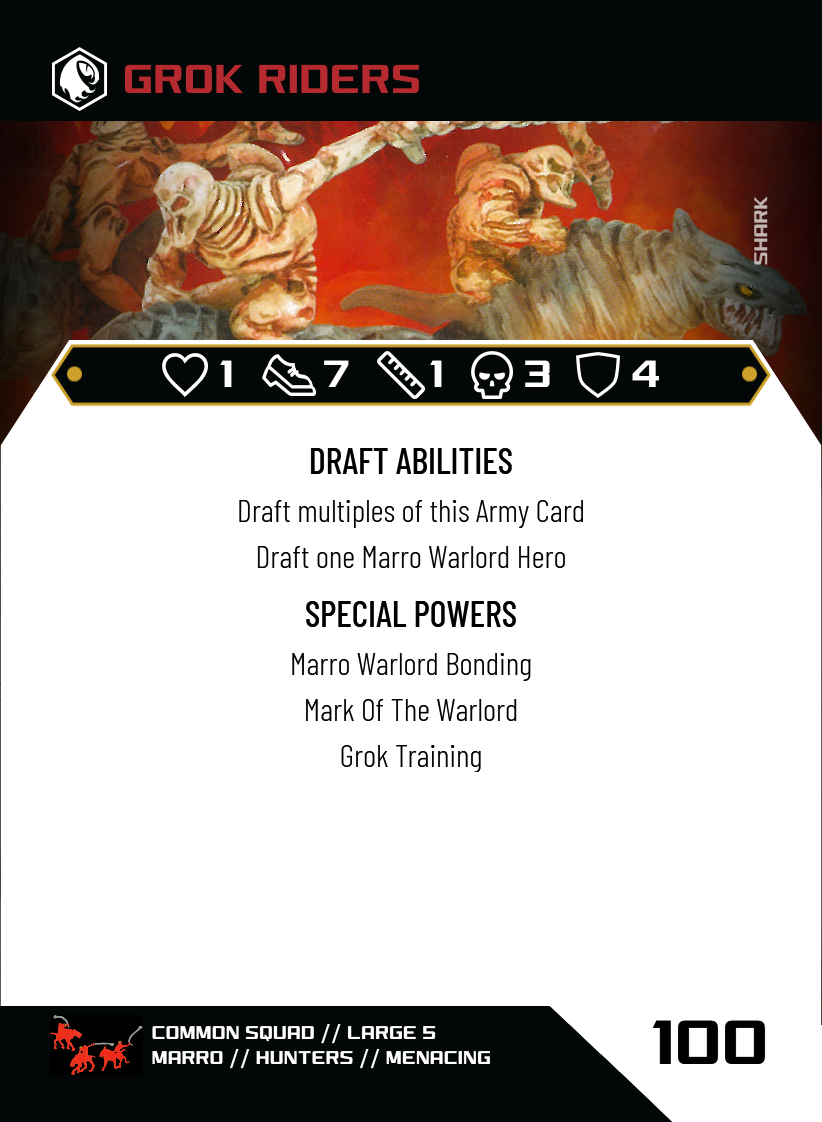 GROK RIDERS
SHARK
1 7 1 3 4
DRAFT ABILITIES
Draft multiples of this Army Card
Draft one Marro Warlord Hero
SPECIAL POWERS
Marro Warlord Bonding
Mark Of The Warlord
Grok Training
COMMON SQUAD // LARGE 5
MARRO // HUNTERS // MENACING
100